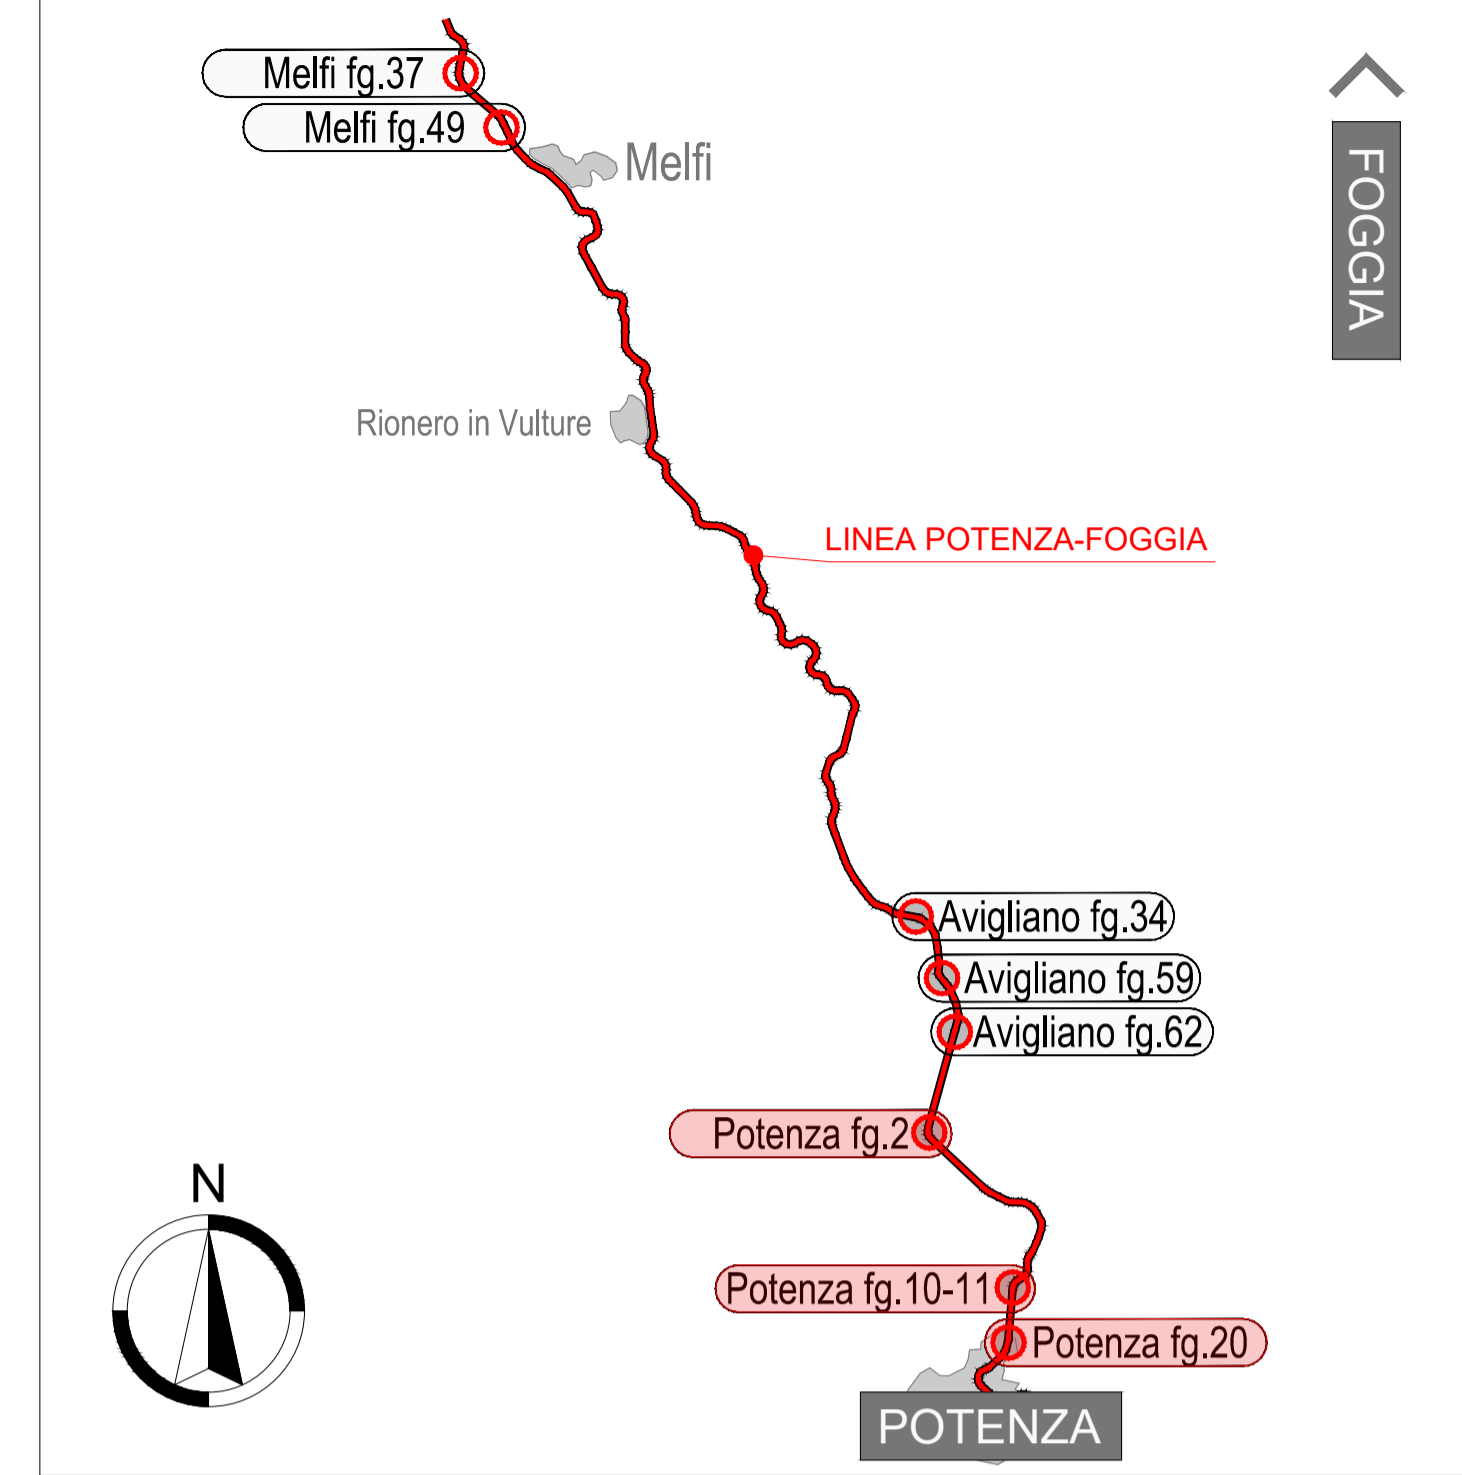 Melfi fg.37
Melfi fg.49
Melfi
FOGGIA
Rionero in Vulture
LINEA POTENZA-FOGGIA
Avigliano fg.34
Avigliano fg.59
Avigliano fg.62
Potenza fg.2
N
Potenza fg.10-11
Potenza fg.20
POTENZA